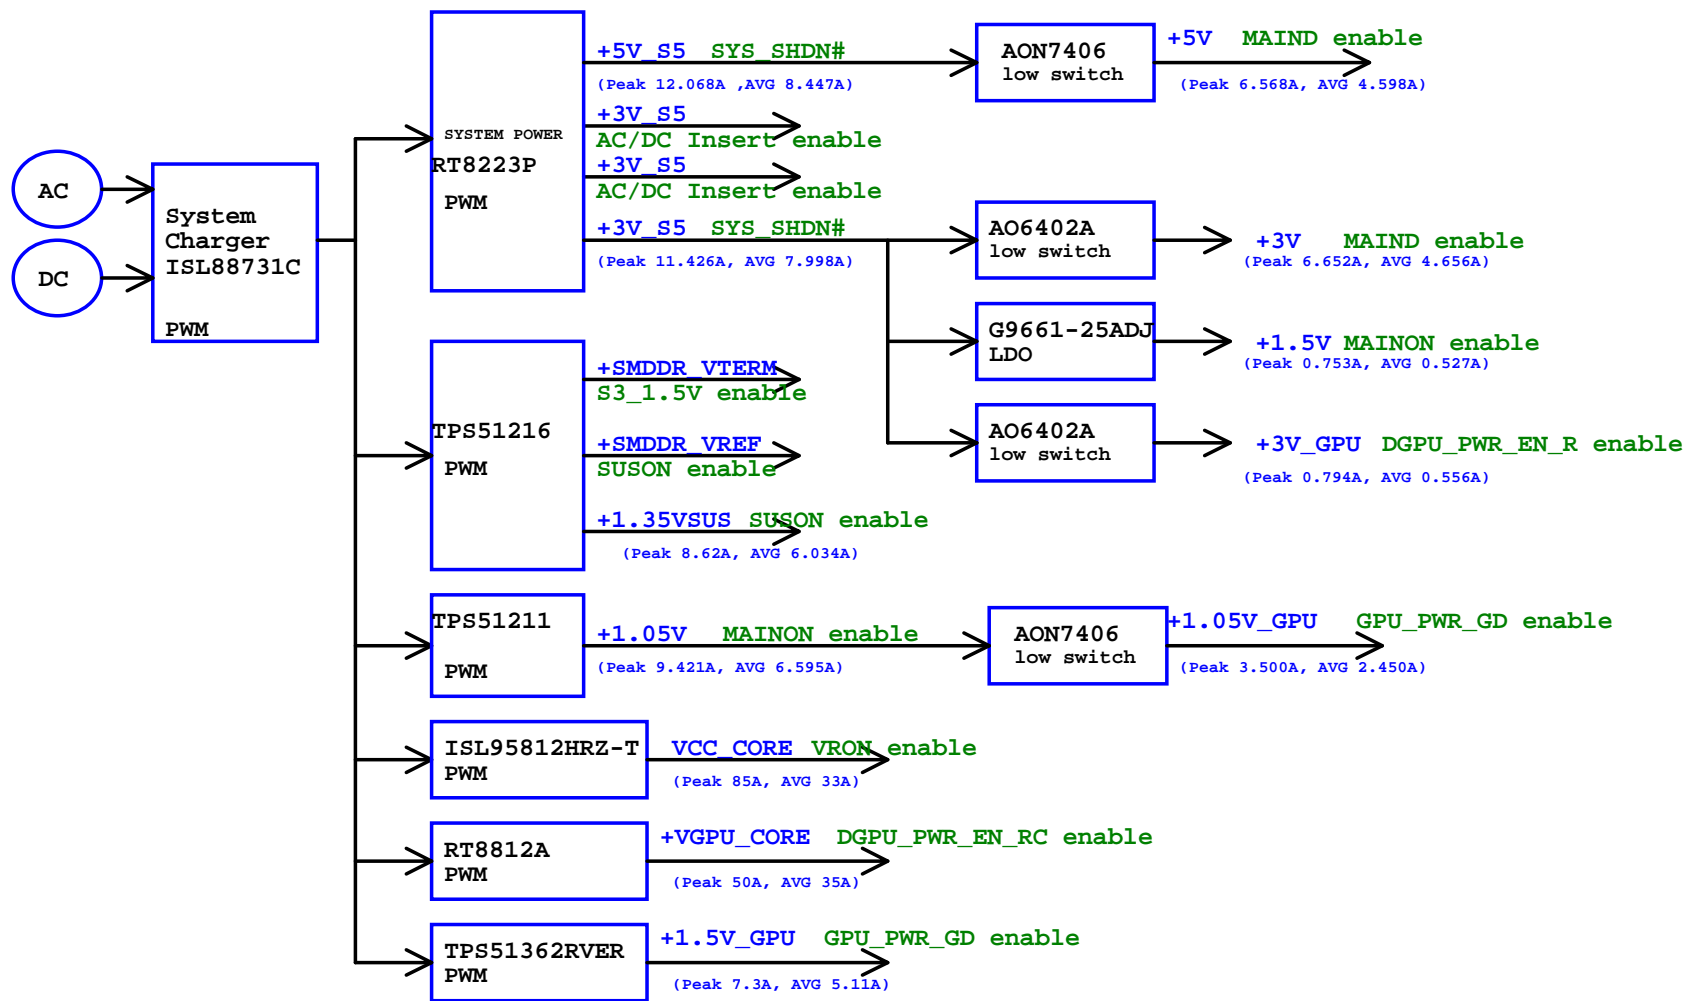 AC
DC
System
Charger
ISL88731C
PWM
SYSTEM POWER
RT8223P
PWM
+5V_S5 SYS_SHDN#
(Peak 12.068A ,AVG 8.447A)
+3V_S5
AC/DC Insert enable
+3V_S5
AC/DC Insert enable
+3V_S5 SYS_SHDN#
(Peak 11.426A, AVG 7.998A)
AON7406
low switch
+5V MAIND enable
(Peak 6.568A, AVG 4.598A)
AO6402A
low switch
+3V MAIND enable
(Peak 6.652A, AVG 4.656A)
G9661-25ADJ
LDO
+1.5V MAINON enable
(Peak 0.753A, AVG 0.527A)
AO6402A
low switch
+3V_GPU DGPU_PWR_EN_R enable
(Peak 0.794A, AVG 0.556A)
TPS51216
PWM
+SMDDR_VTERM
S3_1.5V enable
+SMDDR_VREF
SUSON enable
+1.35VSUS SUSON enable
(Peak 8.62A, AVG 6.034A)
TPS51211
PWM
+1.05V MAINON enable
(Peak 9.421A, AVG 6.595A)
AON7406
low switch
+1.05V_GPU GPU_PWR_GD enable
(Peak 3.500A, AVG 2.450A)
ISL95812HRZ-T
PWM
VCC_CORE VRON enable
(Peak 85A, AVG 33A)
RT8812A
PWM
+VGPU_CORE DGPU_PWR_EN_RC enable
(Peak 50A, AVG 35A)
TPS51362RVER
PWM
+1.5V_GPU GPU_PWR_GD enable
(Peak 7.3A, AVG 5.11A)